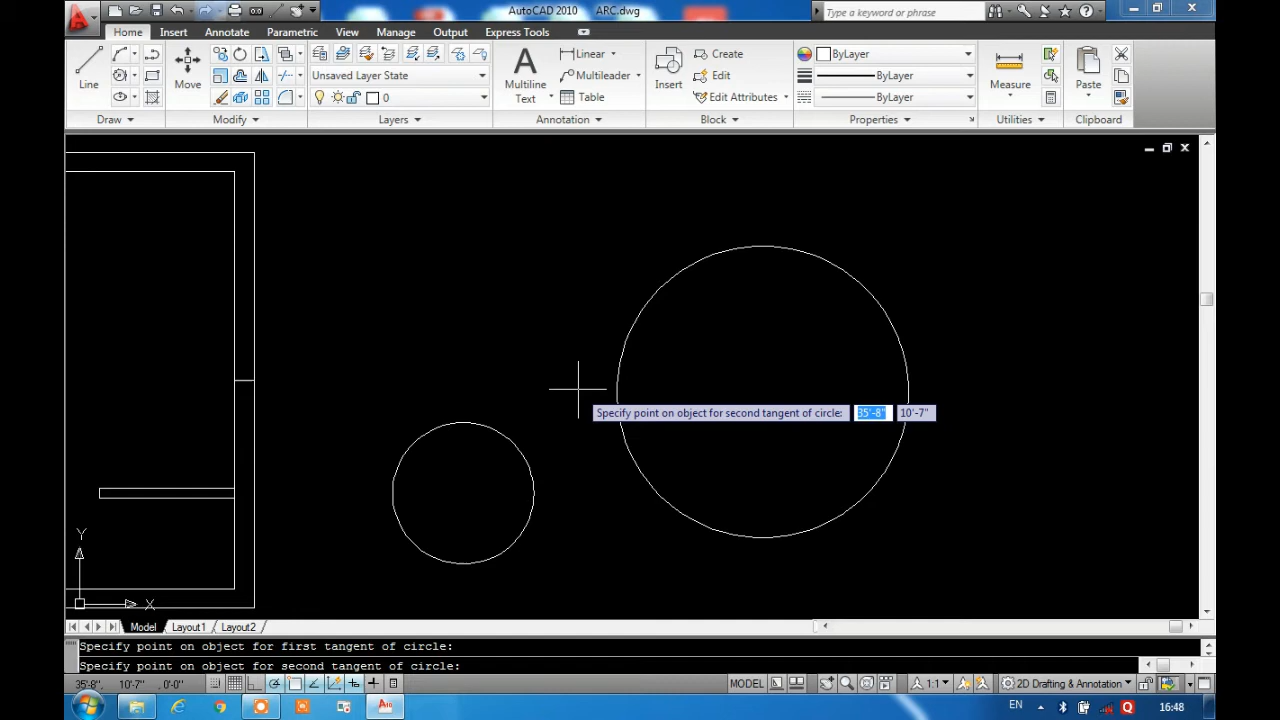 AutoCAD 2010 ARC.dwg
Type a keyword or phrase
Home Insert Annotate Parametric View Manage Output Express Tools
Line Move Unsaved Layer State 0 Multiline Text Linear Multileader Table Insert Create Edit Edit Attributes ByLayer ByLayer ByLayer Measure Paste
Draw Modify Layers Annotation Block Properties Utilities Clipboard
Specify point on object for second tangent of circle: 35'-8" 10'-7"
Y
X
Model Layout1 Layout2
Specify point on object for first tangent of circle:
Specify point on object for second tangent of circle:
35'-8", 10'-7" , 0'-0" MODEL 1:1 2D Drafting & Annotation
EN 16:48